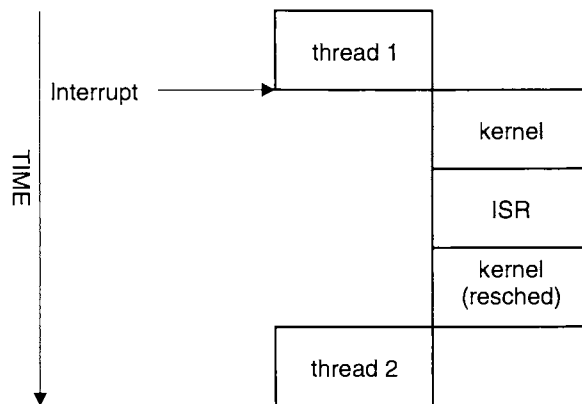 thread 1
Interrupt
kernel
TIME
ISR
kernel
(resched)
thread 2